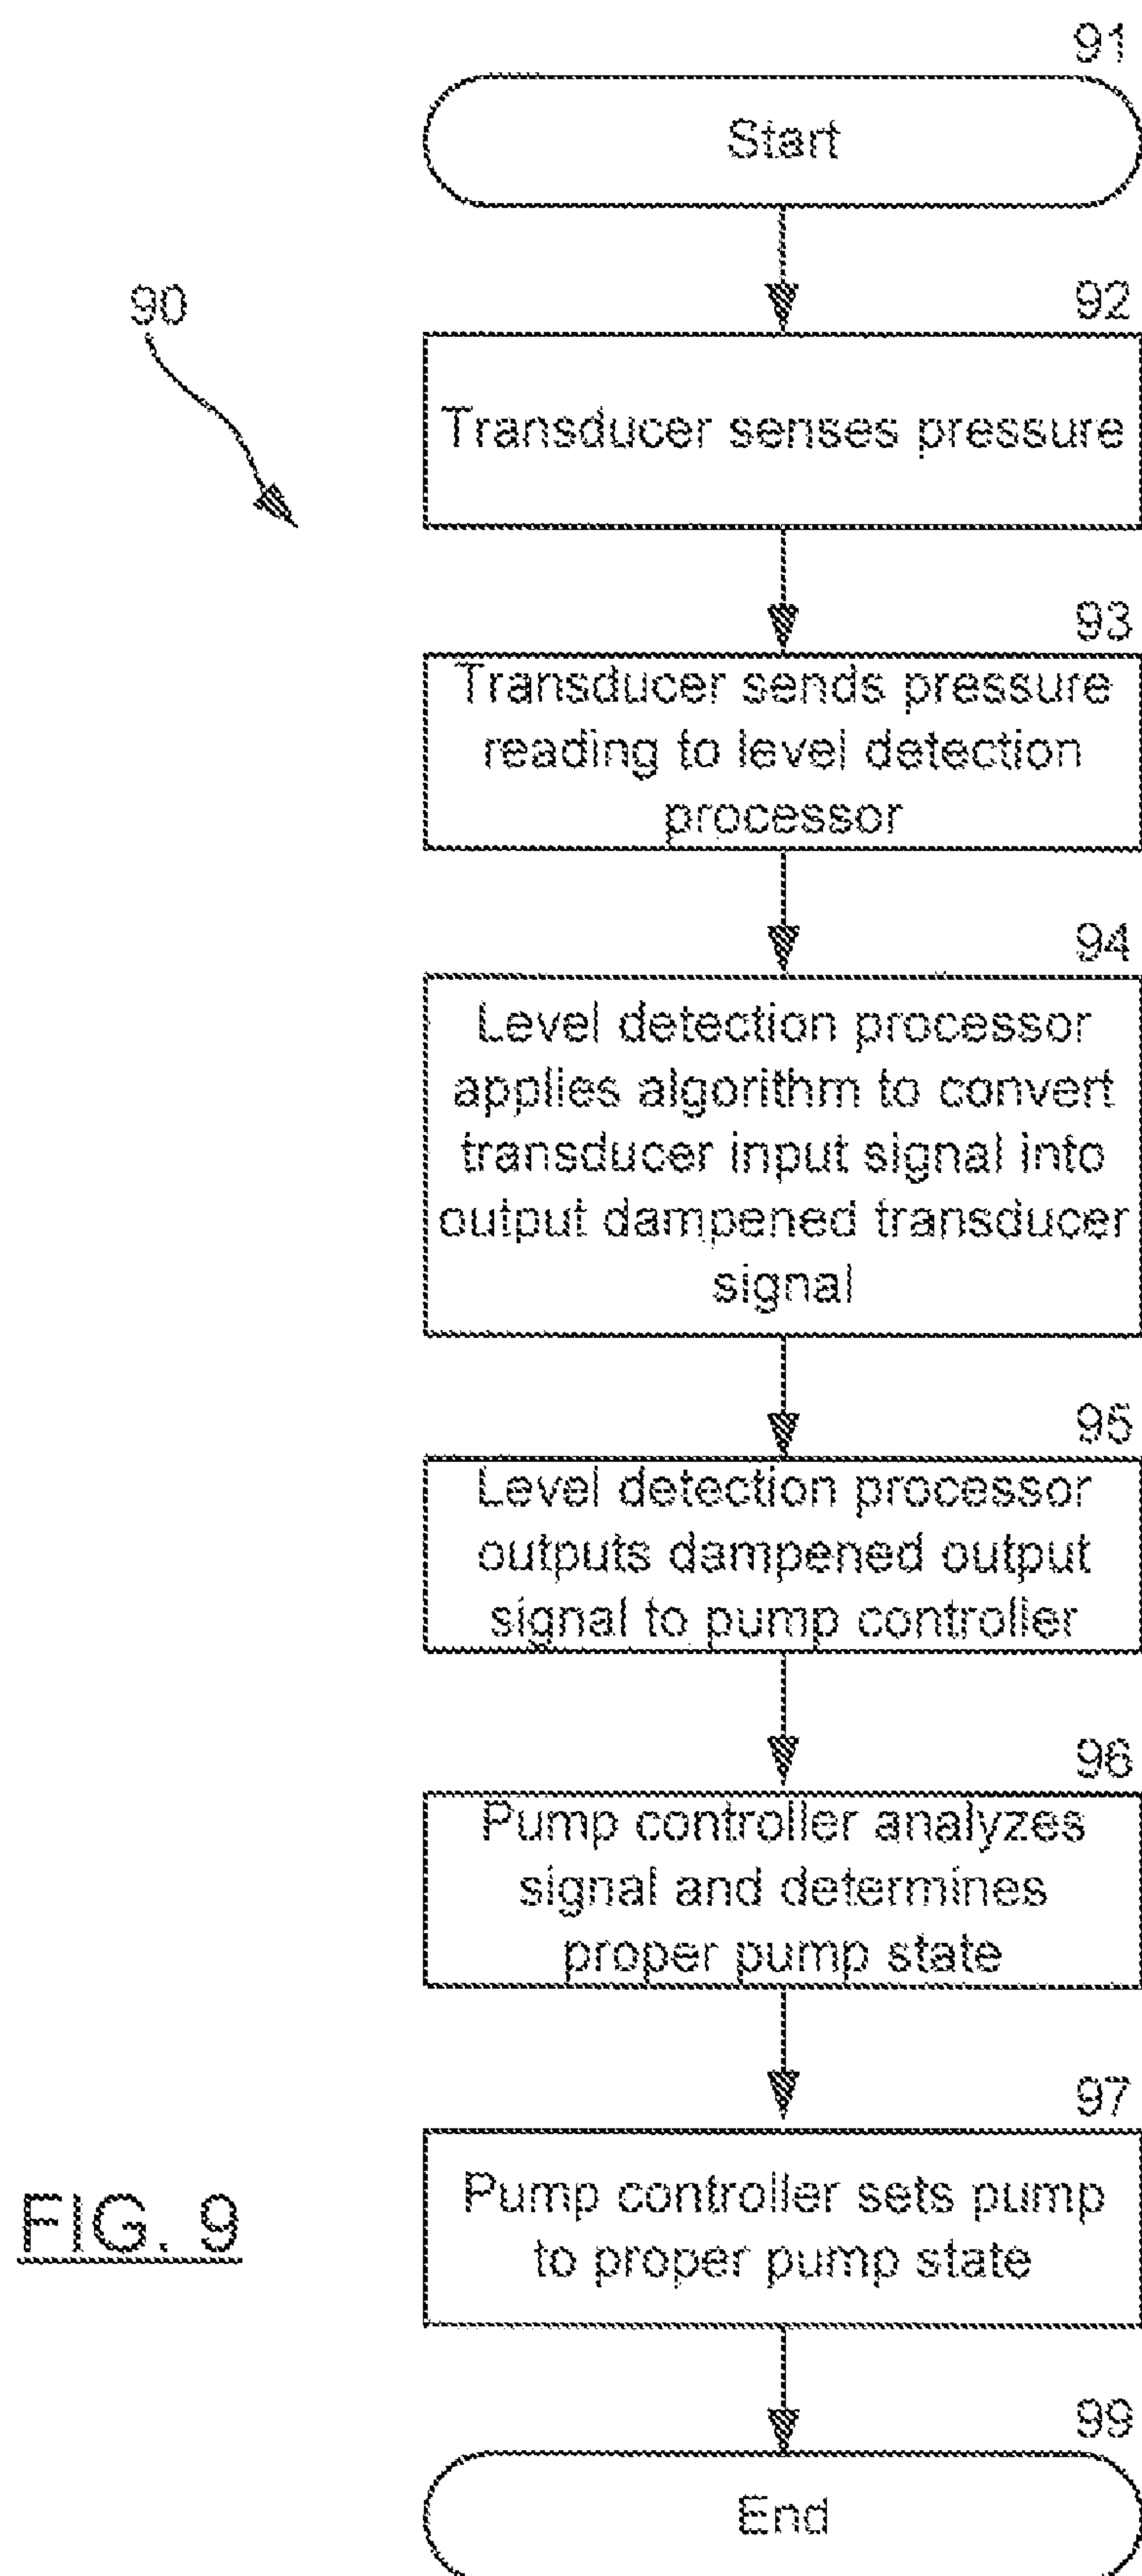 91
Start
90
92
Transducer senses pressure
93
Transducer sends pressure
reading to level detection
processor
94
Level detection processor
applies algorithm to convert
transducer input signal into
output dampened transducer
signal
95
Level detection processor
outputs dampened output
signal to pump controller
96
Pump controller analyzes
signal and determines
proper pump state
97
Pump controller sets pump
to proper pump state
FIG. 9
99
End